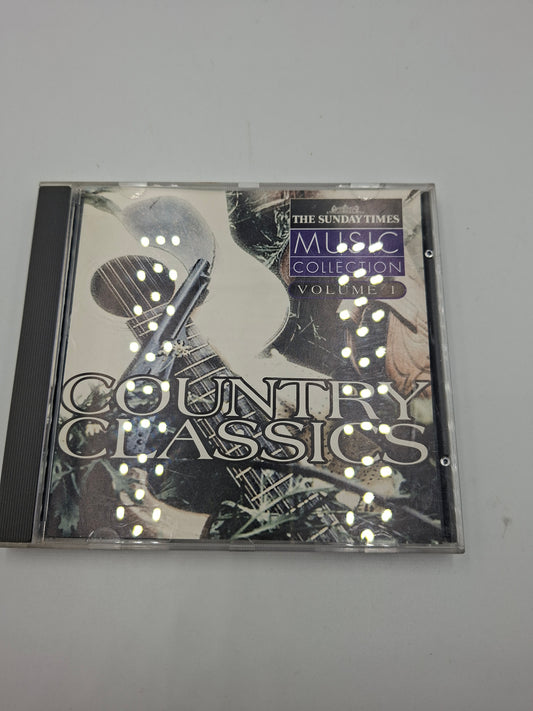 THE SUNDAY TIMES
MUSIC
COLLECTION
VOLUME 1
COUNTRY
CLASSICS